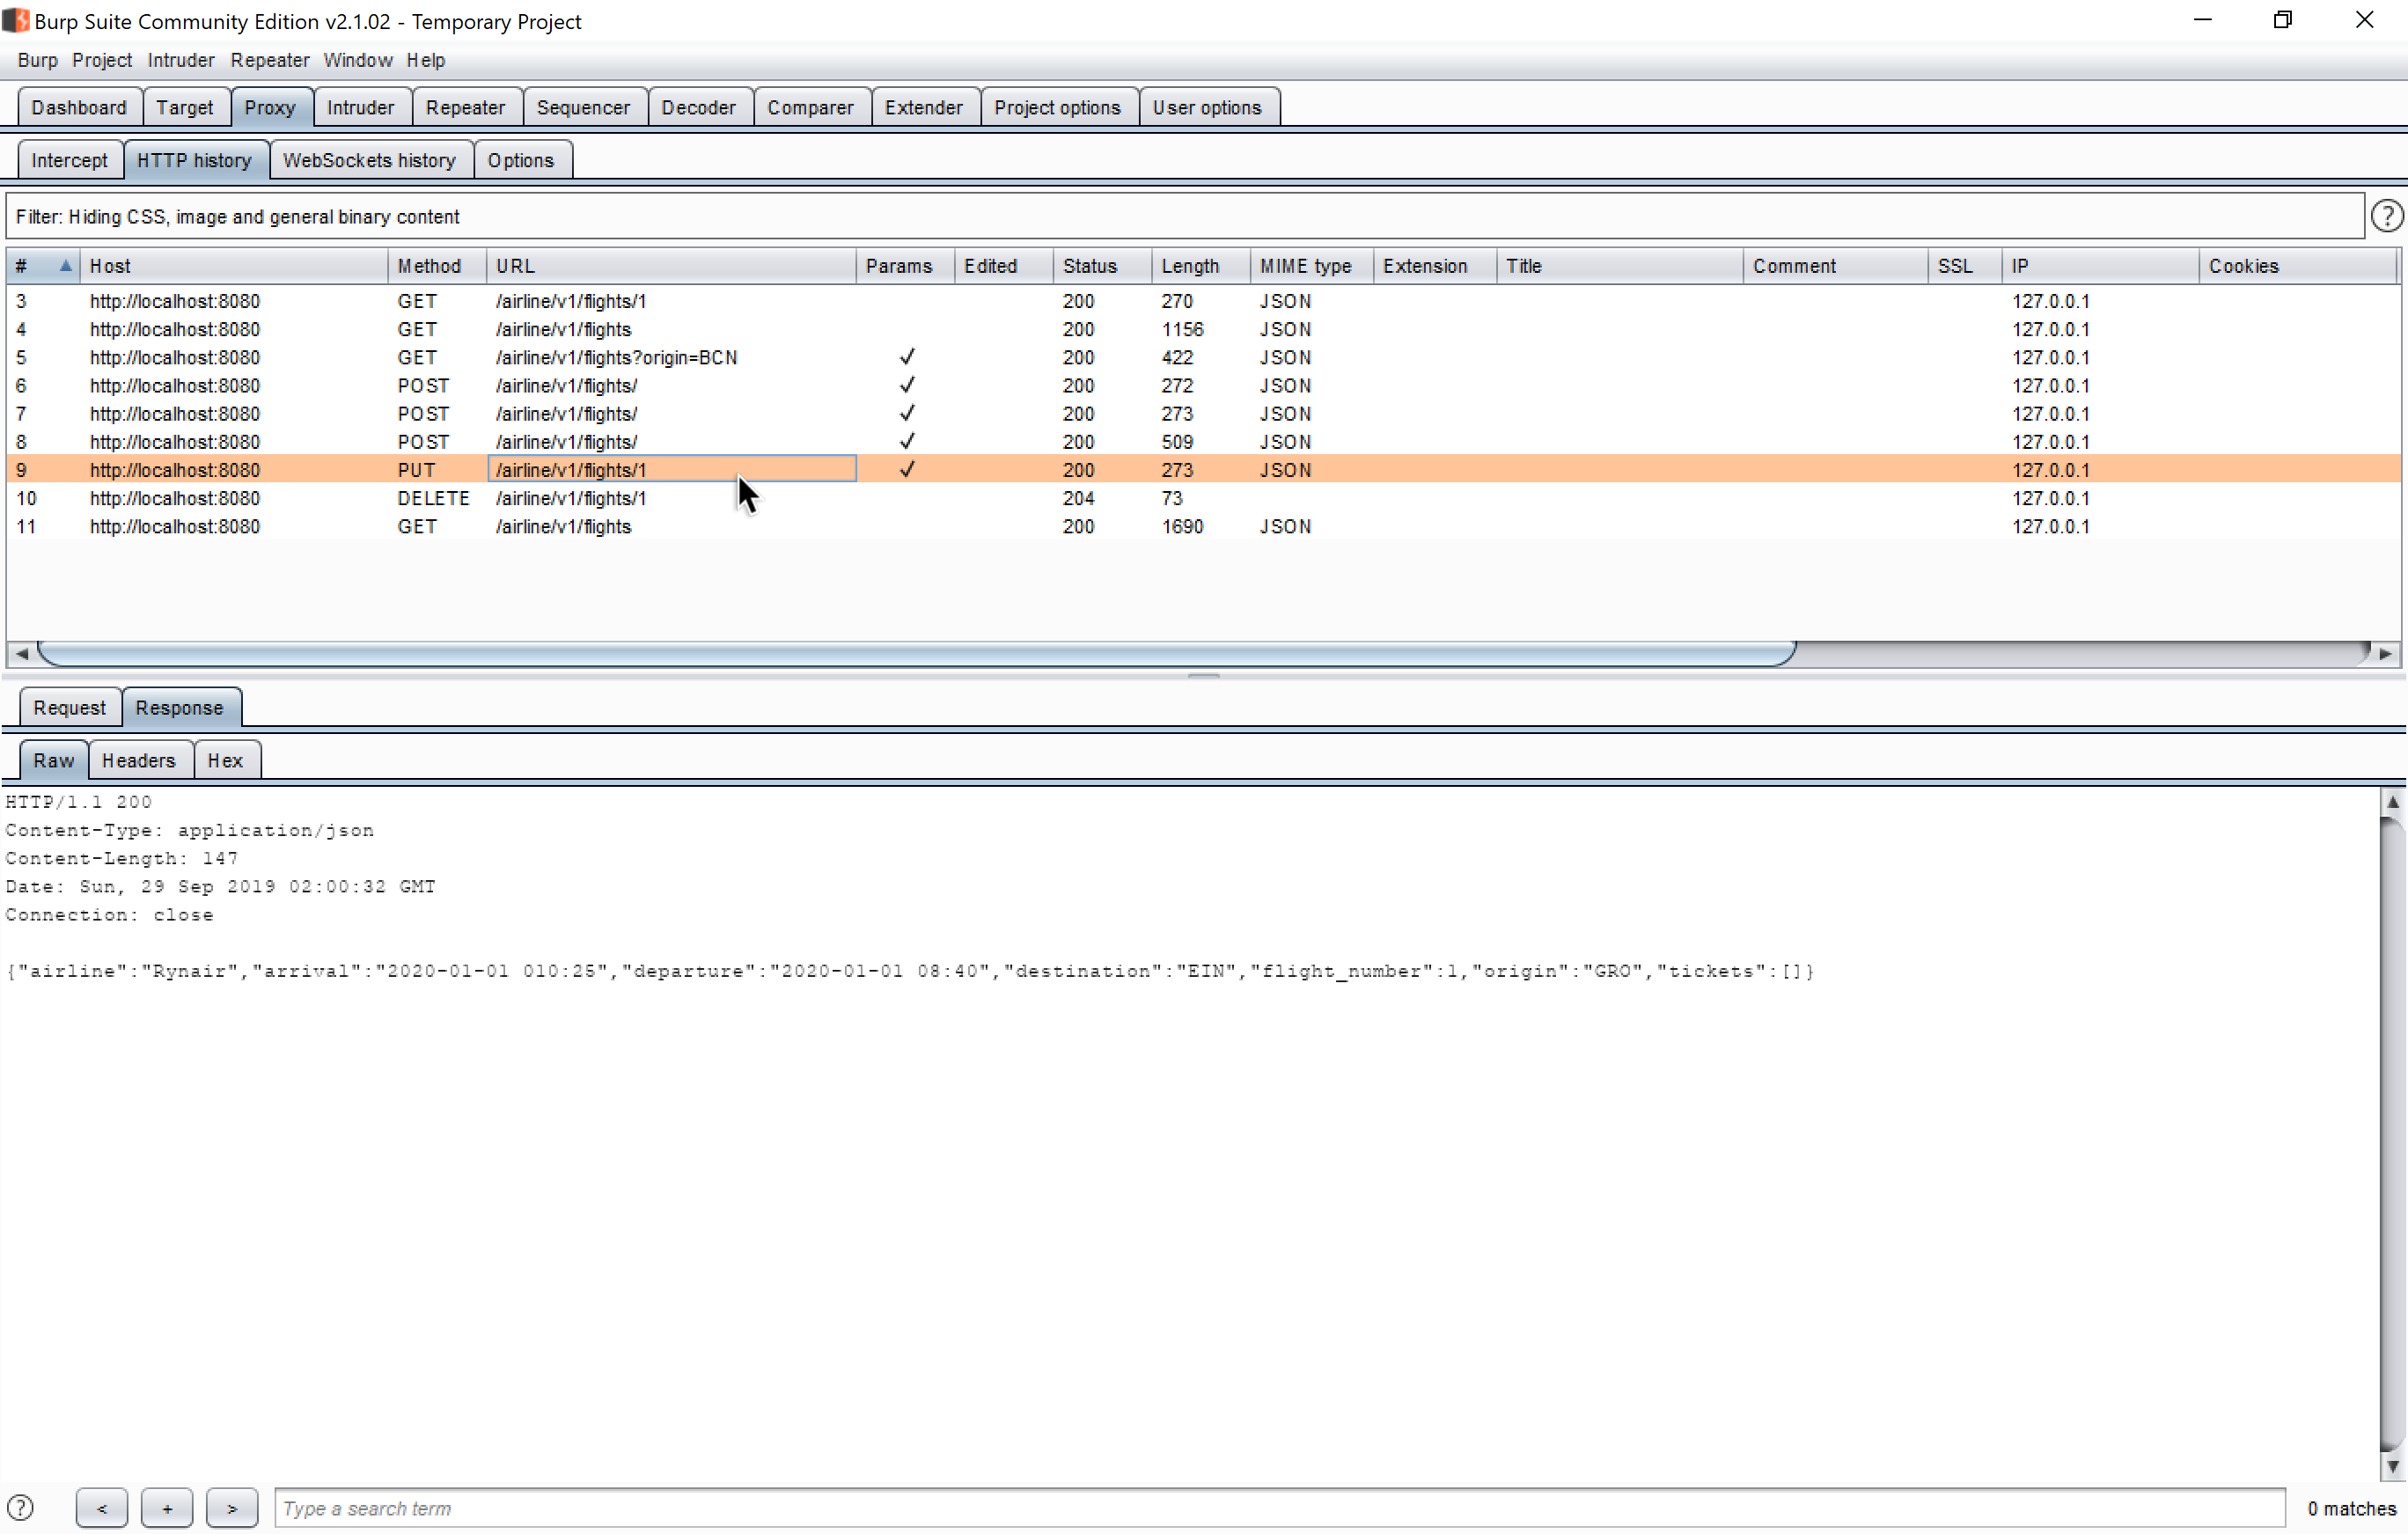 Burp Suite Community Edition v2.1.02 - Temporary Project
Burp Project Intruder Repeater Window Help
Dashboard Target Proxy Intruder Repeater Sequencer Decoder Comparer Extender Project options User options
Intercept HTTP history WebSockets history Options
Filter: Hiding CSS, image and general binary content ?
# Host Method URL Params Edited Status Length MIME type Extension Title Comment SSL IP Cookies
3 http://localhost:8080 GET /airline/v1/flights/1 200 270 JSON 127.0.0.1
4 http://localhost:8080 GET /airline/v1/flights 200 1156 JSON 127.0.0.1
5 http://localhost:8080 GET /airline/v1/flights?origin=BCN ✓ 200 422 JSON 127.0.0.1
6 http://localhost:8080 POST /airline/v1/flights/ ✓ 200 272 JSON 127.0.0.1
7 http://localhost:8080 POST /airline/v1/flights/ ✓ 200 273 JSON 127.0.0.1
8 http://localhost:8080 POST /airline/v1/flights/ ✓ 200 509 JSON 127.0.0.1
9 http://localhost:8080 PUT /airline/v1/flights/1 ✓ 200 273 JSON 127.0.0.1
10 http://localhost:8080 DELETE /airline/v1/flights/1 204 73 127.0.0.1
11 http://localhost:8080 GET /airline/v1/flights 200 1690 JSON 127.0.0.1
Request Response
Raw Headers Hex
HTTP/1.1 200
Content-Type: application/json
Content-Length: 147
Date: Sun, 29 Sep 2019 02:00:32 GMT
Connection: close
{"airline":"Rynair","arrival":"2020-01-01 010:25","departure":"2020-01-01 08:40","destination":"EIN","flight_number":1,"origin":"GRO","tickets":[]}
? < + > Type a search term 0 matches